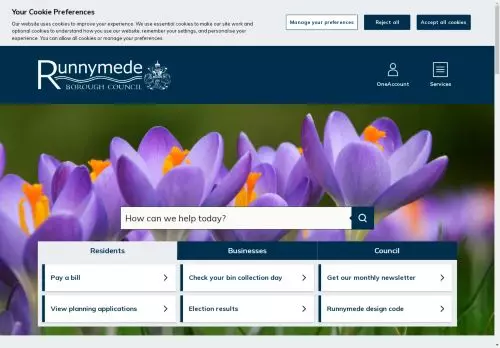 Your Cookie Preferences
Our website uses cookies to improve your experience. We use essential cookies to make our site work and
optional cookies to understand how you use our website, remember your settings, and personalise your
experience. You can allow all cookies or manage your preferences.
Manage your preferences
Reject all
Accept all cookies
Runnymede
BOROUGH COUNCIL
OneAccount
Services
How can we help today?
Residents
Businesses
Council
Pay a bill
Check your bin collection day
Get our monthly newsletter
View planning applications
Election results
Runnymede design code